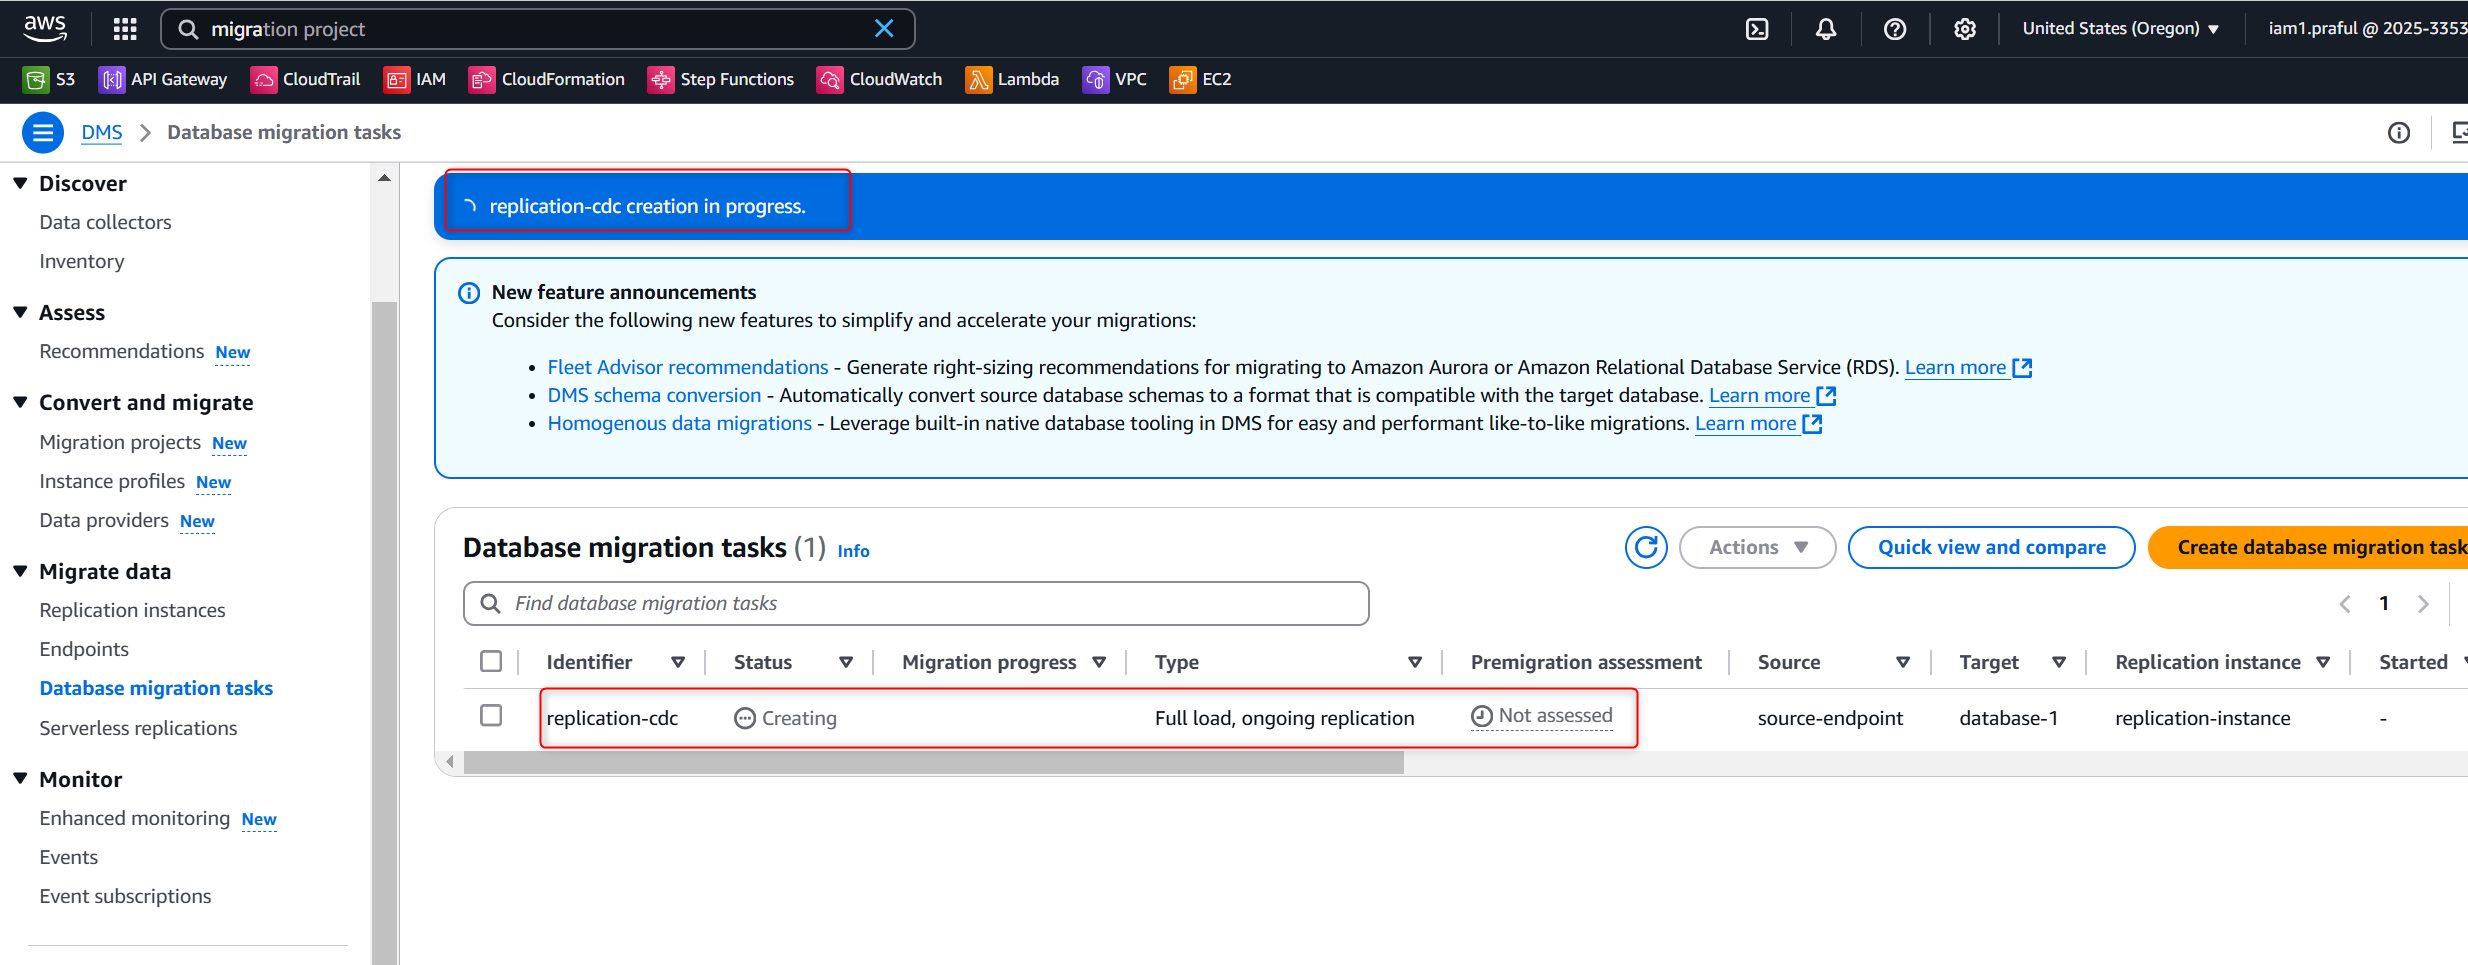 aws
migration project
United States (Oregon) ▼
iam1.praful @ 2025-3353
S3
API Gateway
CloudTrail
IAM
CloudFormation
Step Functions
CloudWatch
Lambda
VPC
EC2
DMS > Database migration tasks
Discover
Data collectors
Inventory
Assess
Recommendations New
Convert and migrate
Migration projects New
Instance profiles New
Data providers New
Migrate data
Replication instances
Endpoints
Database migration tasks
Serverless replications
Monitor
Enhanced monitoring New
Events
Event subscriptions
replication-cdc creation in progress.
New feature announcements
Consider the following new features to simplify and accelerate your migrations:
• Fleet Advisor recommendations - Generate right-sizing recommendations for migrating to Amazon Aurora or Amazon Relational Database Service (RDS). Learn more
• DMS schema conversion - Automatically convert source database schemas to a format that is compatible with the target database. Learn more
• Homogenous data migrations - Leverage built-in native database tooling in DMS for easy and performant like-to-like migrations. Learn more
Database migration tasks (1) Info
Actions ▼
Quick view and compare
Create database migration task
Find database migration tasks
1
Identifier Status Migration progress Type Premigration assessment Source Target Replication instance Started
replication-cdc Creating Full load, ongoing replication Not assessed source-endpoint database-1 replication-instance -